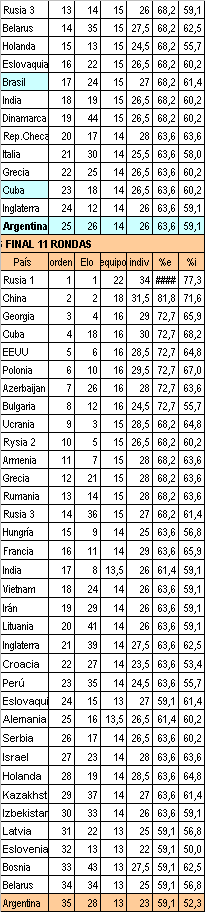 Rusia 3 13 14 15 26 68,2 59,1
Belarus 14 35 15 27,5 68,2 62,5
Holanda 15 13 15 24,5 68,2 55,7
Eslovaquia 16 22 15 26,5 68,2 60,2
Brasil 17 24 15 27 68,2 61,4
India 18 19 15 26,5 68,2 60,2
Dinamarca 19 44 15 26,5 68,2 60,2
Rep.Checa 20 17 14 28 63,6 63,6
Italia 21 30 14 25,5 63,6 58,0
Grecia 22 25 14 26,5 63,6 60,2
Cuba 23 18 14 26,5 63,6 60,2
Inglaterra 24 12 14 26 63,6 59,1
Argentina 25 26 14 26 63,6 59,1
S FINAL 11 RONDAS
País orden Elo equipo indiv %e %i
Rusia 1 1 1 22 34 #### 77,3
China 2 2 18 31,5 81,8 71,6
Georgia 3 4 16 29 72,7 65,9
Cuba 4 18 16 30 72,7 68,2
EEUU 5 6 16 28,5 72,7 64,8
Polonia 6 10 16 29,5 72,7 67,0
Azerbaijan 7 26 16 28 72,7 63,6
Bulgaria 8 12 16 24,5 72,7 55,7
Ucrania 9 3 15 28,5 68,2 64,8
Rysia 2 10 5 15 26,5 68,2 60,2
Armenia 11 7 15 28 68,2 63,6
Grecia 12 21 15 28 68,2 63,6
Rumania 13 14 15 28 68,2 63,6
Rusia 3 14 36 15 27 68,2 61,4
Hungría 15 9 14 25 63,6 56,8
Francia 16 11 14 29 63,6 65,9
India 17 8 13,5 26 61,4 59,1
Vietnam 18 24 14 26 63,6 59,1
Irán 19 29 14 26 63,6 59,1
Lituania 20 41 14 26 63,6 59,1
Inglaterra 21 39 14 27,5 63,6 62,5
Croacia 22 27 14 23,5 63,6 53,4
Perú 23 35 14 24,5 63,6 55,7
Eslovaqui 24 15 13 27 59,1 61,4
Alemania 25 16 13,5 26,5 61,4 60,2
Serbia 26 17 14 26,5 63,6 60,2
Israel 27 23 14 28 63,6 63,6
Holanda 28 19 14 28,5 63,6 64,8
Kazakhst 29 37 14 27 63,6 61,4
Izbekistan 30 33 14 26 63,6 59,1
Latvia 31 22 13 25 59,1 56,8
Eslovenia 32 13 13 22 59,1 50,0
Bosnia 33 43 13 27,5 59,1 62,5
Belarus 34 34 13 25 59,1 56,8
Argentina 35 28 13 23 59,1 52,3